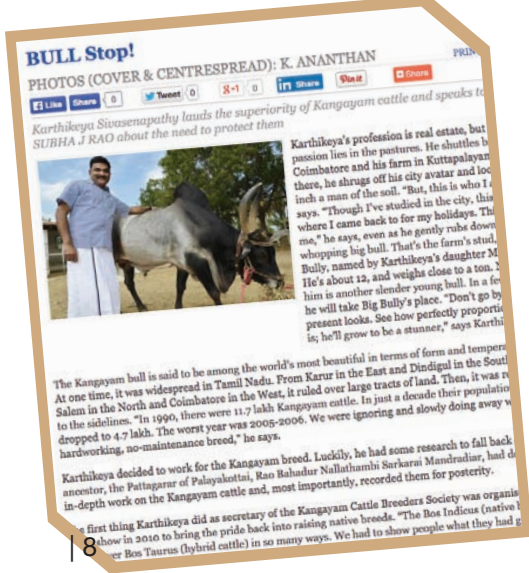 BULL Stop!
PHOTOS (COVER & CENTRESPREAD): K. ANANTHAN
PRIN
Like Share 0 Tweet 0 g+1 0 in Share Pin it Share
Karthikeya Sivasenapathy lauds the superiority of Kangayam cattle and speaks to
SUBHA J RAO about the need to protect them
Karthikeya's profession is real estate, but
passion lies in the pastures. He shuttles b
Coimbatore and his farm in Kuttapalayam
there, he shrugs off his city avatar and loo
inch a man of the soil. "But, this is who I
says. "Though I've studied in the city, this
where I came back to for my holidays. Thi
me," he says, even as he gently rubs down
whopping big bull. That's the farm's stud,
Bully, named by Karthikeya's daughter M
He's about 12, and weighs close to a ton.
him is another slender young bull. In a fe
he will take Big Bully's place. "Don't go by
present looks. See how perfectly proportio
is; he'll grow to be a stunner," says Karthi
The Kangayam bull is said to be among the world's most beautiful in terms of form and tempera
At one time, it was widespread in Tamil Nadu. From Karur in the East and Dindigul in the South
Salem in the North and Coimbatore in the West, it ruled over large tracts of land. Then, it was r
to the sidelines. "In 1990, there were 11.7 lakh Kangayam cattle. In just a decade their populatio
dropped to 4.7 lakh. The worst year was 2005-2006. We were ignoring and slowly doing away w
hardworking, no-maintenance breed," he says.
Karthikeya decided to work for the Kangayam breed. Luckily, he had some research to fall back
ancestor, the Pattagarar of Palayakottai, Rao Bahadur Nallathambi Sarkarai Mandradiar, had d
in-depth work on the Kangayam cattle and, most importantly, recorded them for posterity.
e first thing Karthikeya did as secretary of the Kangayam Cattle Breeders Society was organis
show in 2010 to bring the pride back into raising native breeds. "The Bos Indicus (native b
er Bos Taurus (hybrid cattle) in so many ways. We had to show people what they had g
| 8